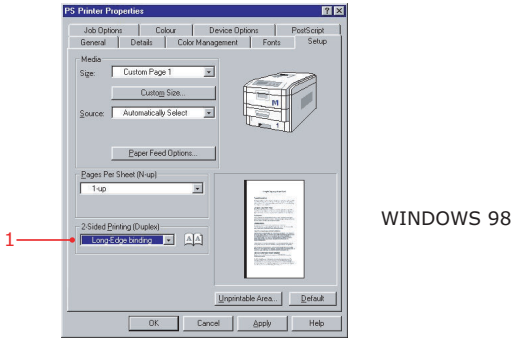 PS Printer Properties
Job Options Colour Device Options PostScript
General Details Color Management Fonts Setup
Media
Size: Custom Page 1
Custom Size...
Source: Automatically Select
Paper Feed Options...
Pages Per Sheet (N-up)
1-up
2-Sided Printing (Duplex)
1
Long-Edge binding
A A
M
1
WINDOWS 98
Unprintable Area... Default
OK Cancel Apply Help